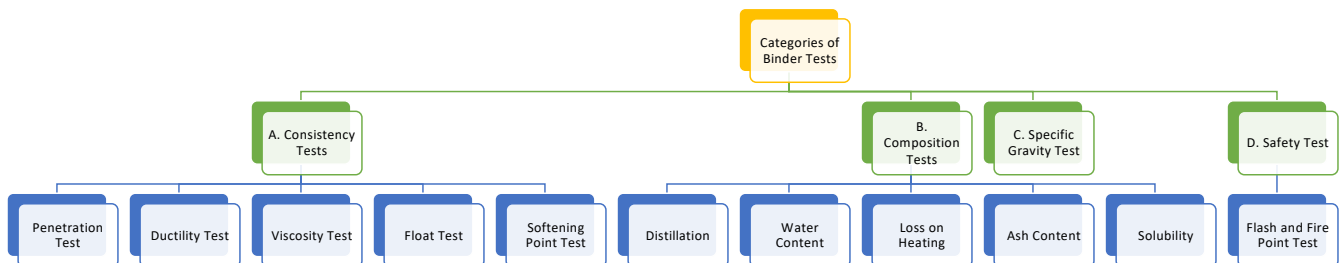 Categories of
Binder Tests
A. Consistency
Tests
B.
Composition
Tests
C. Specific
Gravity Test
D. Safety Test
Penetration
Test
Ductility Test
Viscosity Test
Float Test
Softening
Point Test
Distillation
Water
Content
Loss on
Heating
Ash Content
Solubility
Flash and Fire
Point Test